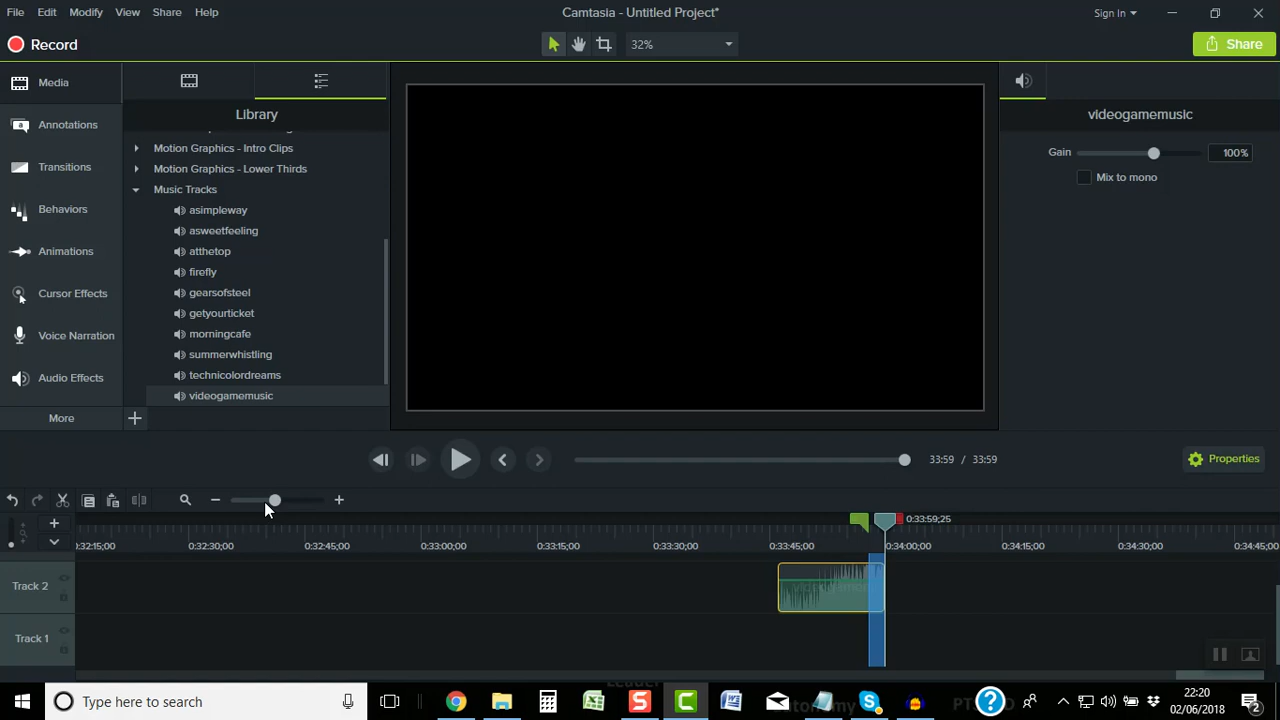 File Edit Modify View Share Help
Camtasia - Untitled Project*
Sign In
Record
32%
Share
Media
Annotations
Transitions
Behaviors
Animations
Cursor Effects
Voice Narration
Audio Effects
More
Library
Motion Graphics - Intro Clips
Motion Graphics - Lower Thirds
Music Tracks
asimpleway
asweetfeeling
atthetop
firefly
gearsofsteel
getyourticket
morningcafe
summerwhistling
technicolordreams
videogamemusic
videogamemusic
Gain 100%
Mix to mono
33:59 / 33:59
Properties
0:33:59;25
0:32:15;00 0:32:30;00 0:32:45;00 0:33:00;00 0:33:15;00 0:33:30;00 0:33:45;00 0:34:00;00 0:34:15;00 0:34:30;00 0:34:45;00
Track 2
Track 1
Type here to search
22:20
02/06/2018
2